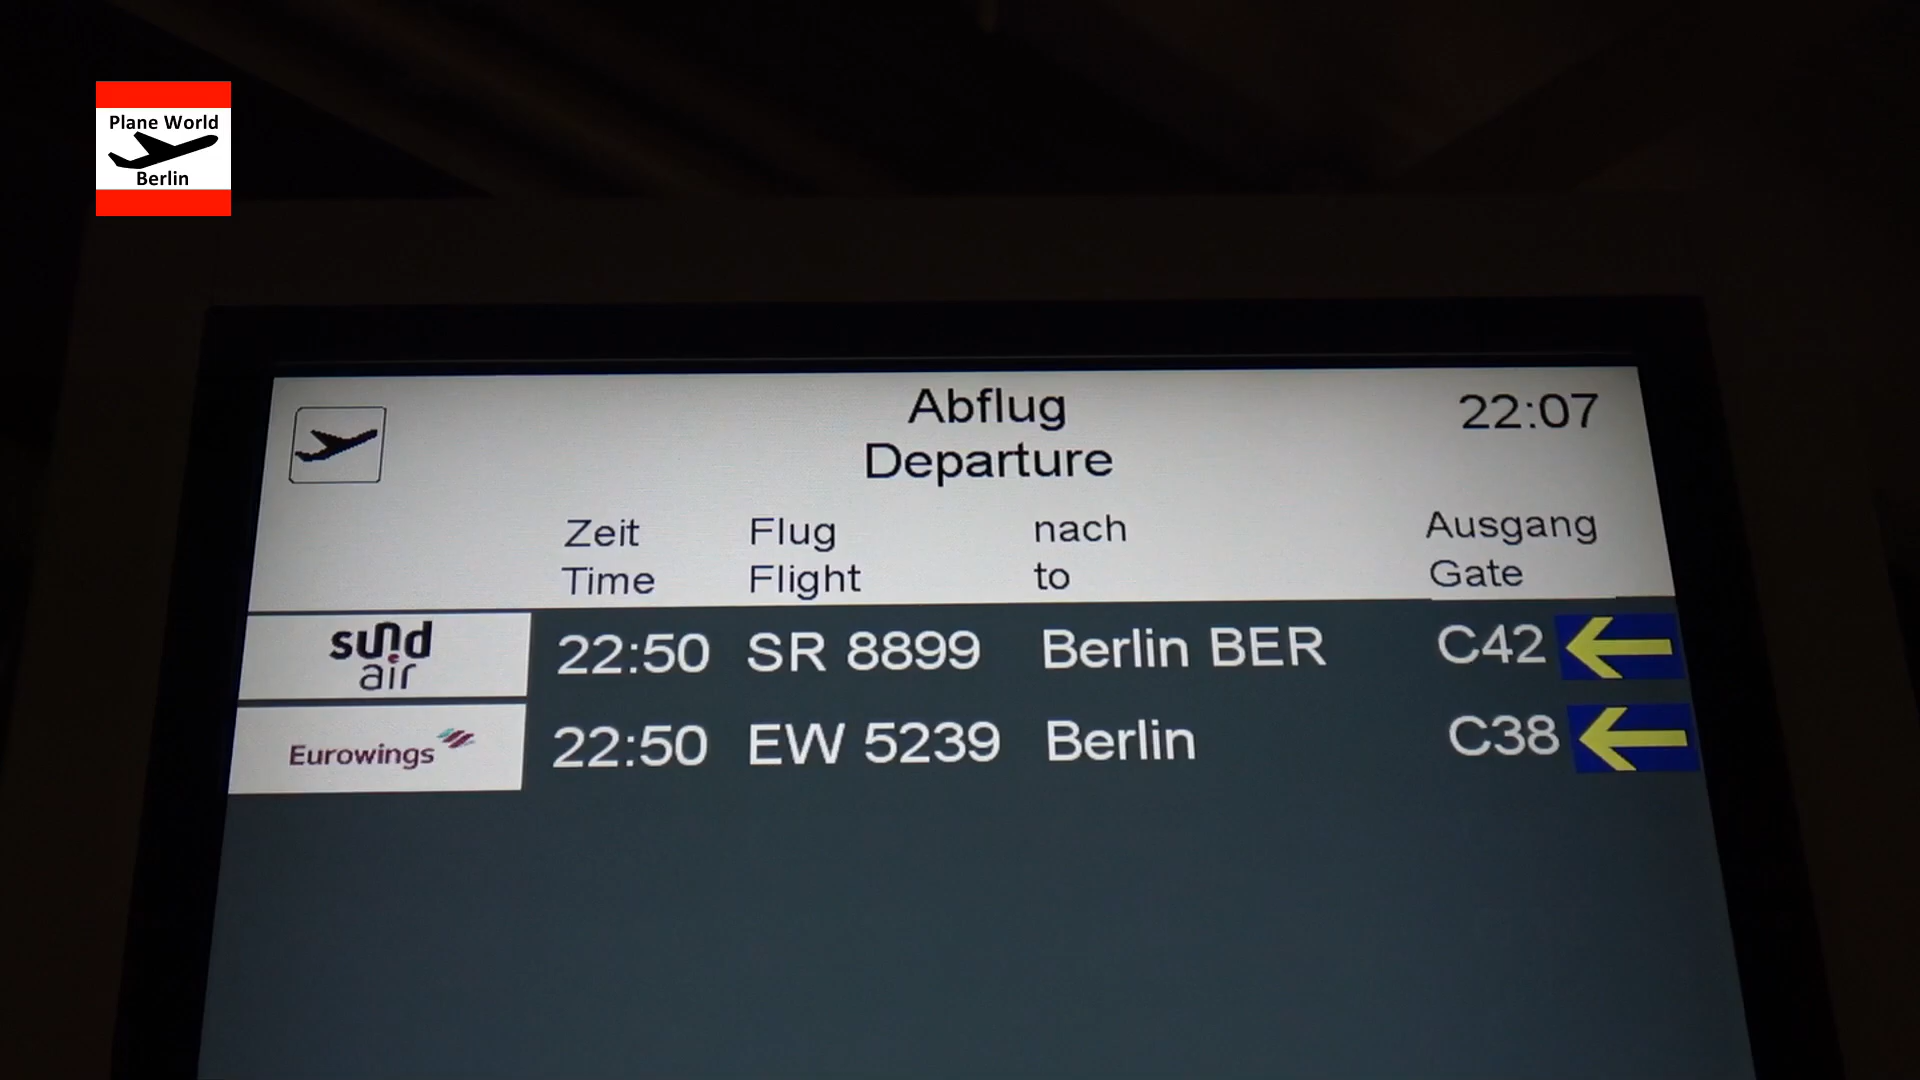 Plane World
Berlin
Abflug
Departure
22:07
Zeit Flug nach Ausgang
Time Flight to Gate
sund air 22:50 SR 8899 Berlin BER C42
Eurowings 22:50 EW 5239 Berlin C38